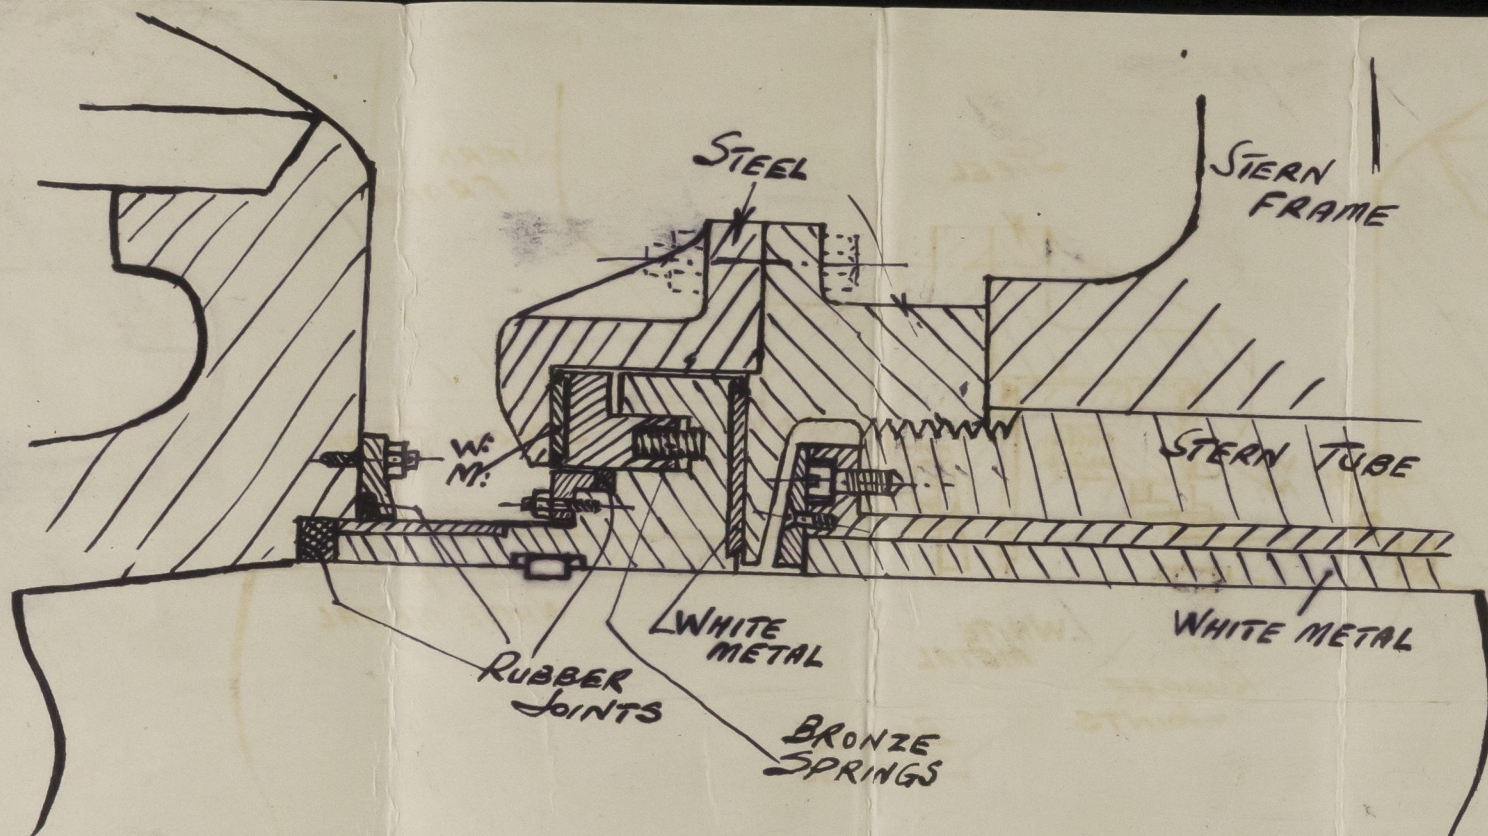 STEEL
STERN
FRAME
W.
M.
STERN TUBE
WHITE
METAL
WHITE METAL
RUBBER
JOINTS
BRONZE
SPRINGS